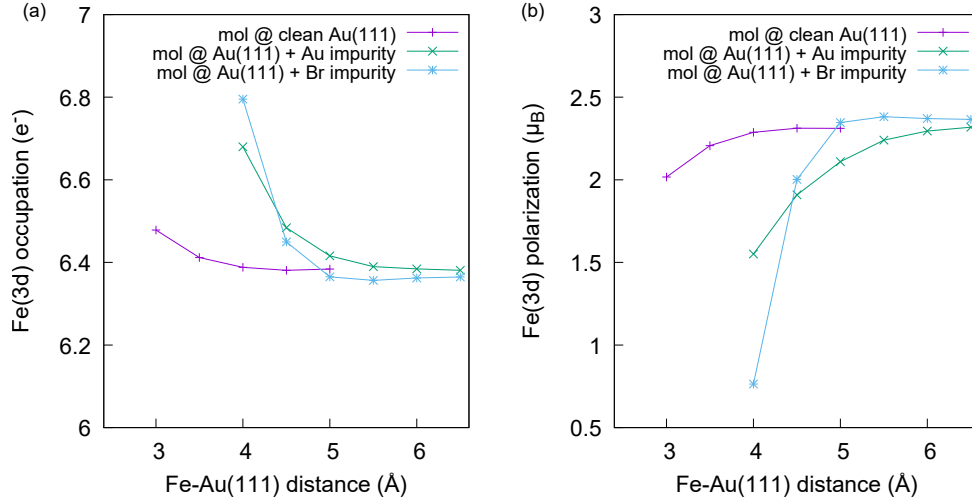 (a)
7
6.8
6.6
6.4
6.2
6
3
4
5
6
Fe(3d) occupation (e⁻)
Fe-Au(111) distance (Å)
mol @ clean Au(111)
mol @ Au(111) + Au impurity
mol @ Au(111) + Br impurity
(b)
3
2.5
2
1.5
1
0.5
3
4
5
6
Fe(3d) polarization (μB)
Fe-Au(111) distance (Å)
mol @ clean Au(111)
mol @ Au(111) + Au impurity
mol @ Au(111) + Br impurity